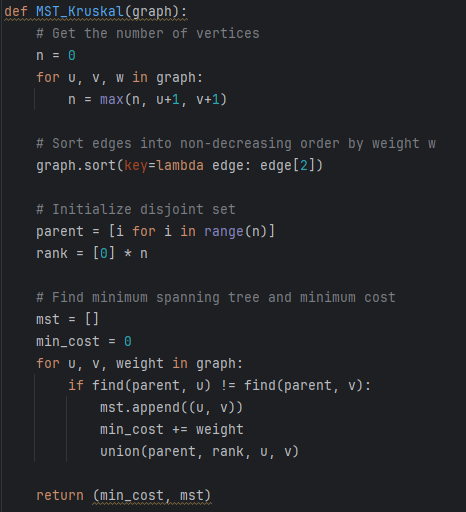 def MST_Kruskal(graph):
    # Get the number of vertices
    n = 0
    for u, v, w in graph:
        n = max(n, u+1, v+1)

    # Sort edges into non-decreasing order by weight w
    graph.sort(key=lambda edge: edge[2])

    # Initialize disjoint set
    parent = [i for i in range(n)]
    rank = [0] * n

    # Find minimum spanning tree and minimum cost
    mst = []
    min_cost = 0
    for u, v, weight in graph:
        if find(parent, u) != find(parent, v):
            mst.append((u, v))
            min_cost += weight
            union(parent, rank, u, v)

    return (min_cost, mst)